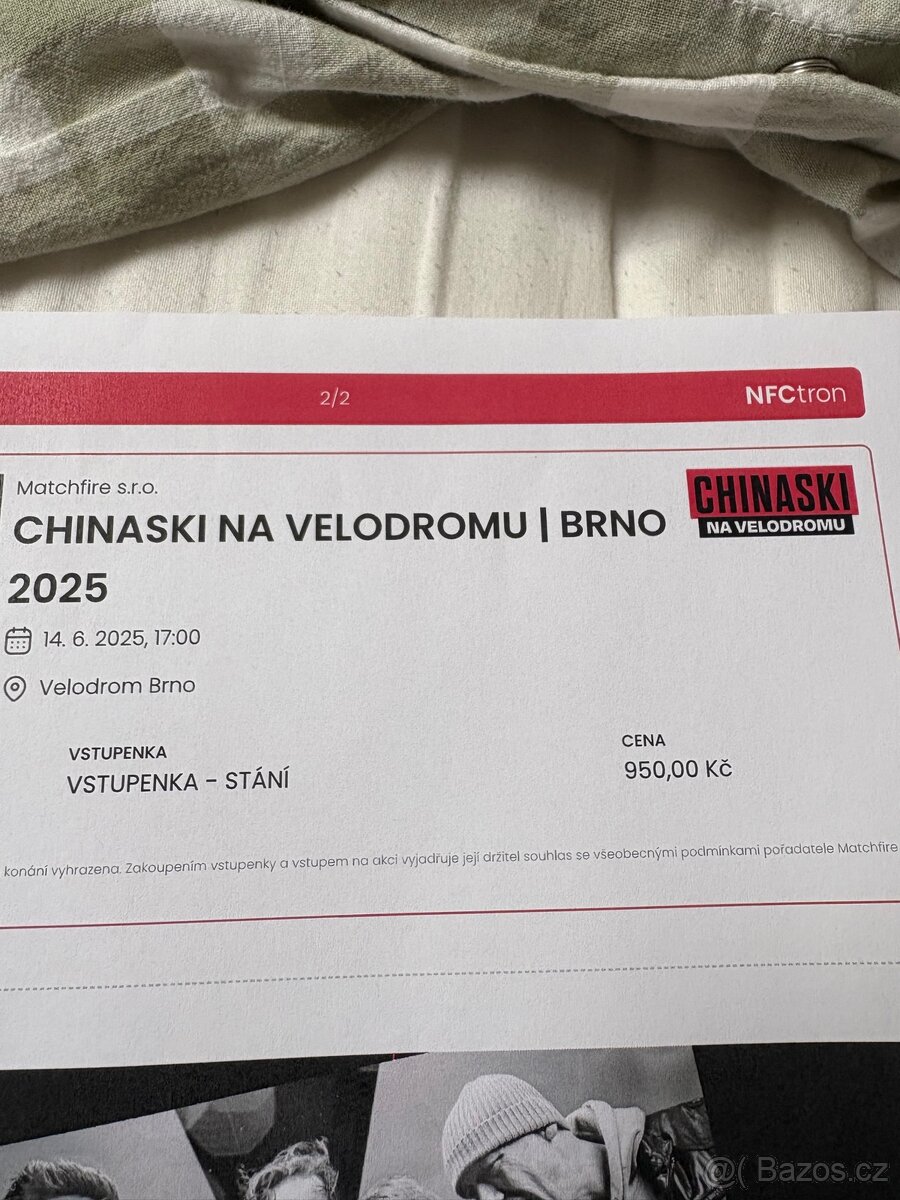 2/2
NFCtron
Matchfire s.r.o.
CHINASKI NA VELODROMU | BRNO
2025
CHINASKI
NA VELODROMU
14. 6. 2025, 17:00
Velodrom Brno
VSTUPENKA
VSTUPENKA - STÁNÍ
CENA
950,00 Kč
konání vyhrazena. Zakoupením vstupenky a vstupem na akci vyjadřuje její držitel souhlas se všeobecnými podmínkami pořadatele Matchfire
@( Bazos.cz